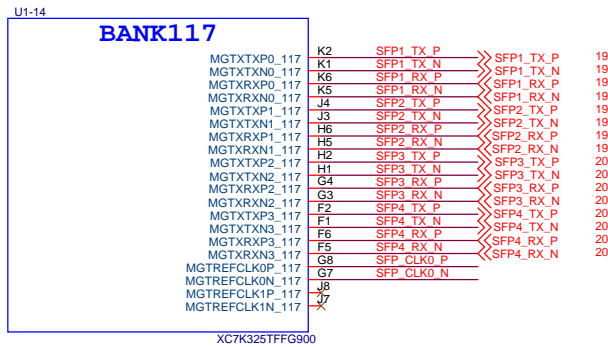 U1-14
BANK117
MGTXTXP0_117 K2 SFP1_TX_P SFP1_TX_P 19
MGTXTXN0_117 K1 SFP1_TX_N SFP1_TX_N 19
MGTXRXP0_117 K6 SFP1_RX_P SFP1_RX_P 19
MGTXRXN0_117 K5 SFP1_RX_N SFP1_RX_N 19
MGTXTXP1_117 J4 SFP2_TX_P SFP2_TX_P 19
MGTXTXN1_117 J3 SFP2_TX_N SFP2_TX_N 19
MGTXRXP1_117 H6 SFP2_RX_P SFP2_RX_P 19
MGTXRXN1_117 H5 SFP2_RX_N SFP2_RX_N 19
MGTXTXP2_117 H2 SFP3_TX_P SFP3_TX_P 20
MGTXTXN2_117 H1 SFP3_TX_N SFP3_TX_N 20
MGTXRXP2_117 G4 SFP3_RX_P SFP3_RX_P 20
MGTXRXN2_117 G3 SFP3_RX_N SFP3_RX_N 20
MGTXTXP3_117 F2 SFP4_TX_P SFP4_TX_P 20
MGTXTXN3_117 F1 SFP4_TX_N SFP4_TX_N 20
MGTXRXP3_117 F6 SFP4_RX_P SFP4_RX_P 20
MGTXRXN3_117 F5 SFP4_RX_N SFP4_RX_N 20
MGTREFCLK0P_117 G8 SFP_CLK0_P
MGTREFCLK0N_117 G7 SFP_CLK0_N
MGTREFCLK1P_117 J8
MGTREFCLK1N_117 J7
XC7K325TFFG900